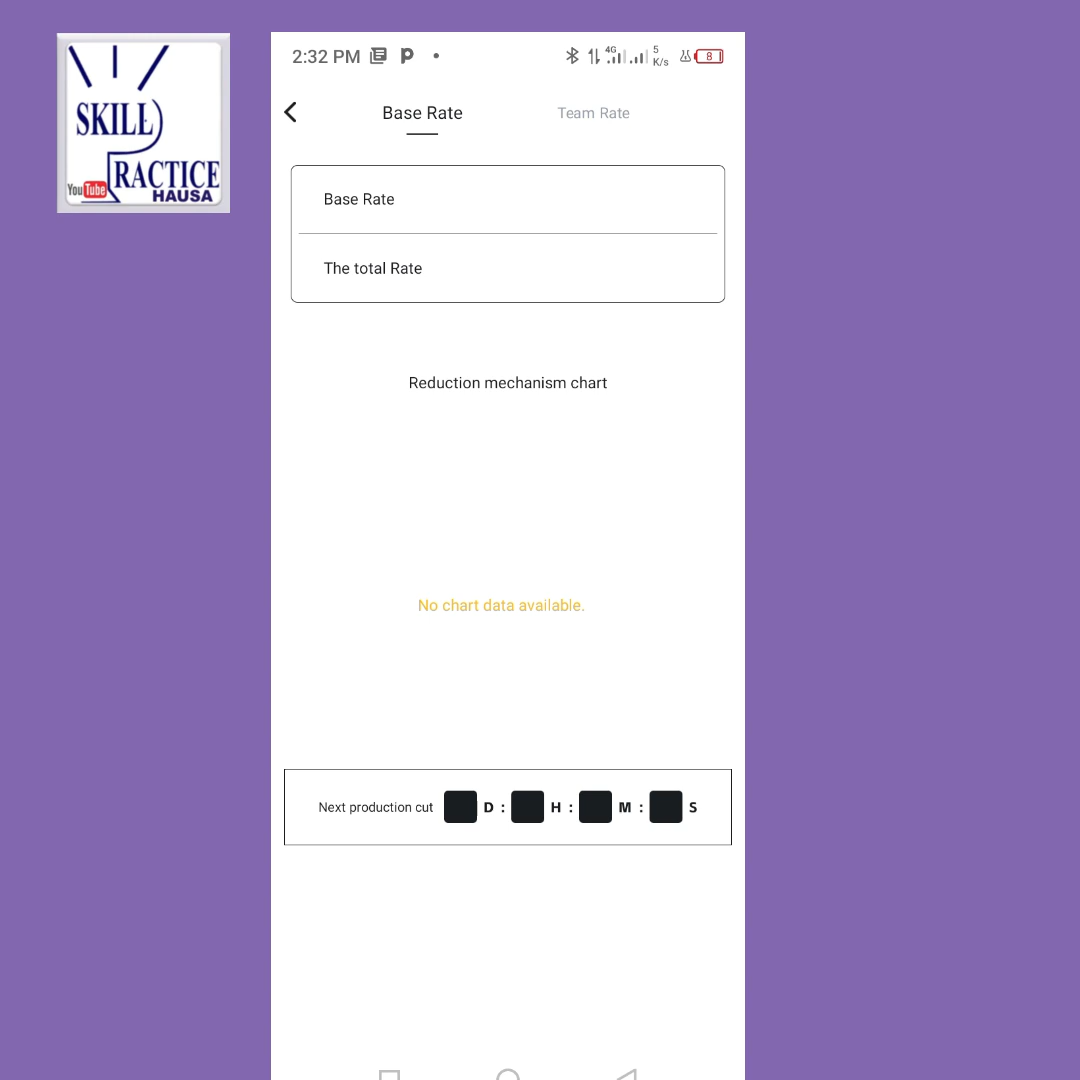 SKILL
PRACTICE
YouTube HAUSA
2:32 PM P 4G 5 K/s 8
Base Rate Team Rate
Base Rate
The total Rate
Reduction mechanism chart
No chart data available.
Next production cut D : H : M : S